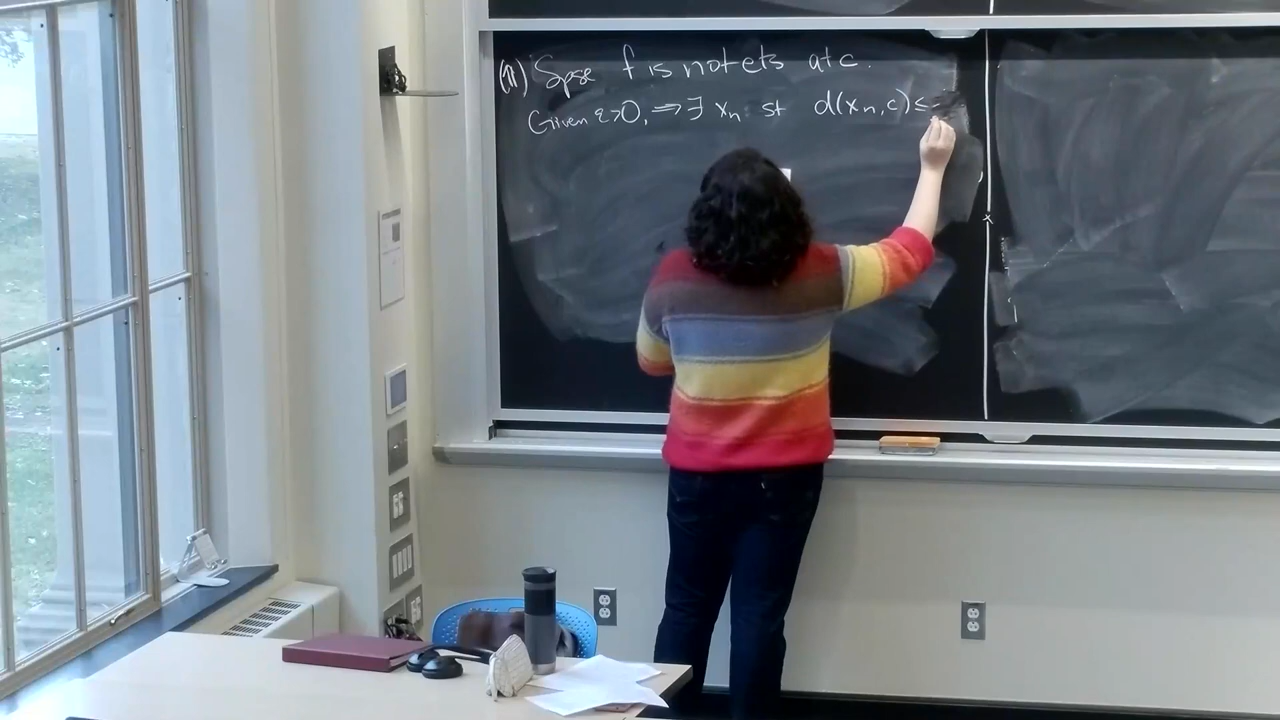 (⇑) Spse f is not cts at c.
Given ε>0, ⇒ ∃ xₙ st d(xₙ,c) ≤